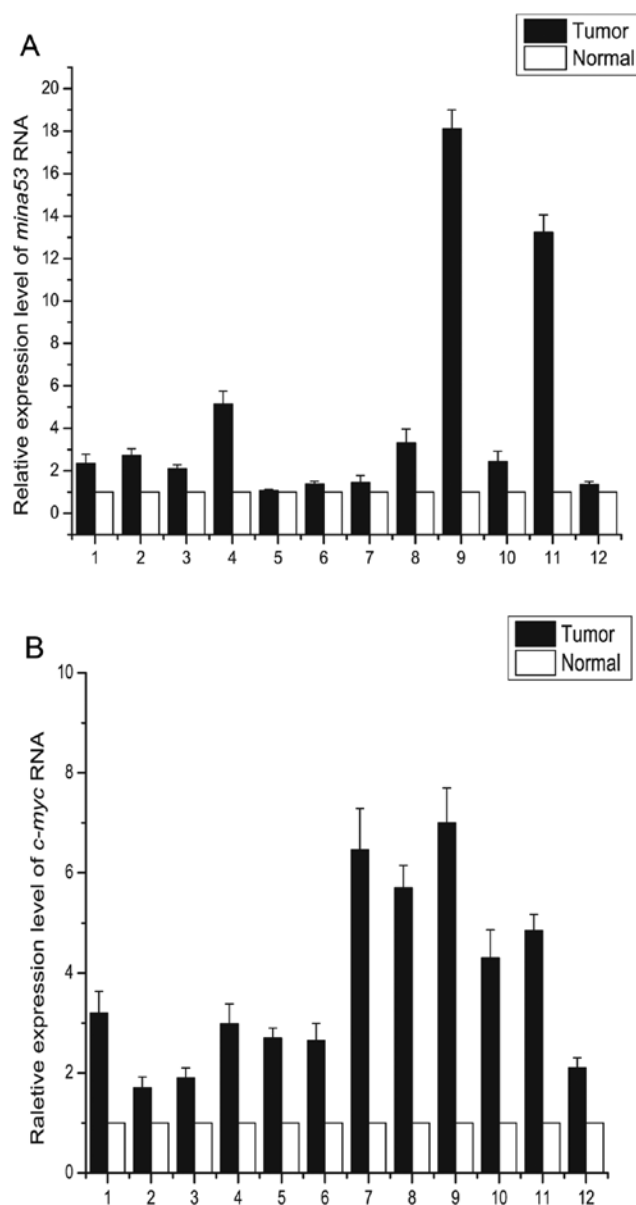 A
Tumor
Normal
Relative expression level of mina53 RNA
20
18
16
14
12
10
8
6
4
2
0
1 2 3 4 5 6 7 8 9 10 11 12
B
Tumor
Normal
Raletive expression level of c-myc RNA
10
8
6
4
2
0
1 2 3 4 5 6 7 8 9 10 11 12